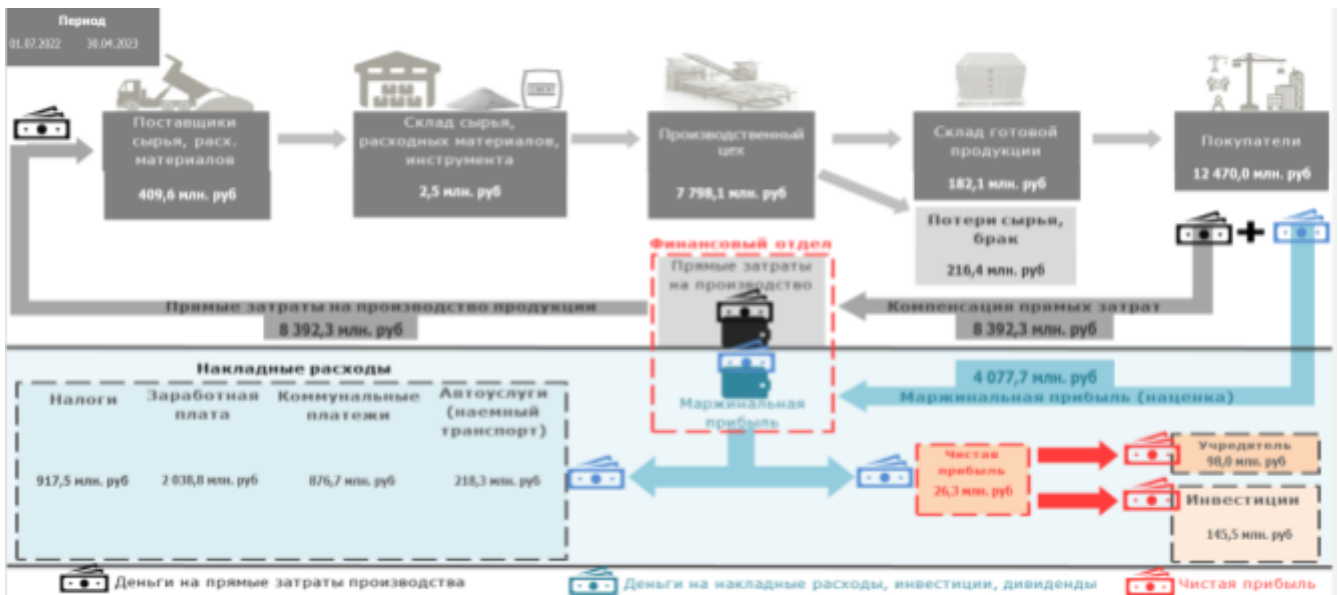 Период
01.07.2022 30.04.2023
Поставщики
сырья, расх.
материалов
409,6 млн. руб
Склад сырья,
расходных материалов,
инструмента
2,5 млн. руб
Производственный
цех
7 798,1 млн. руб
Склад готовой
продукции
182,1 млн. руб
Покупатели
12 470,0 млн. руб
Потери сырья,
брак
216,4 млн. руб
Финансовый отдел
Прямые затраты
на производство
Прямые затраты на производство продукции
8 392,3 млн. руб
Компенсация прямых затрат
8 392,3 млн. руб
4 077,7 млн. руб
Маржинальная прибыль (наценка)
Маржинальная
прибыль
Накладные расходы
Налоги
917,5 млн. руб
Заработная
плата
2 038,8 млн. руб
Коммунальные
платежи
876,7 млн. руб
Автоуслуги
(наемный
транспорт)
218,3 млн. руб
Чистая
прибыль
26,3 млн. руб
Учредитель
98,0 млн. руб
Инвестиции
145,5 млн. руб
Деньги на прямые затраты производства
Деньги на накладные расходы, инвестиции, дивиденды
Чистая прибыль